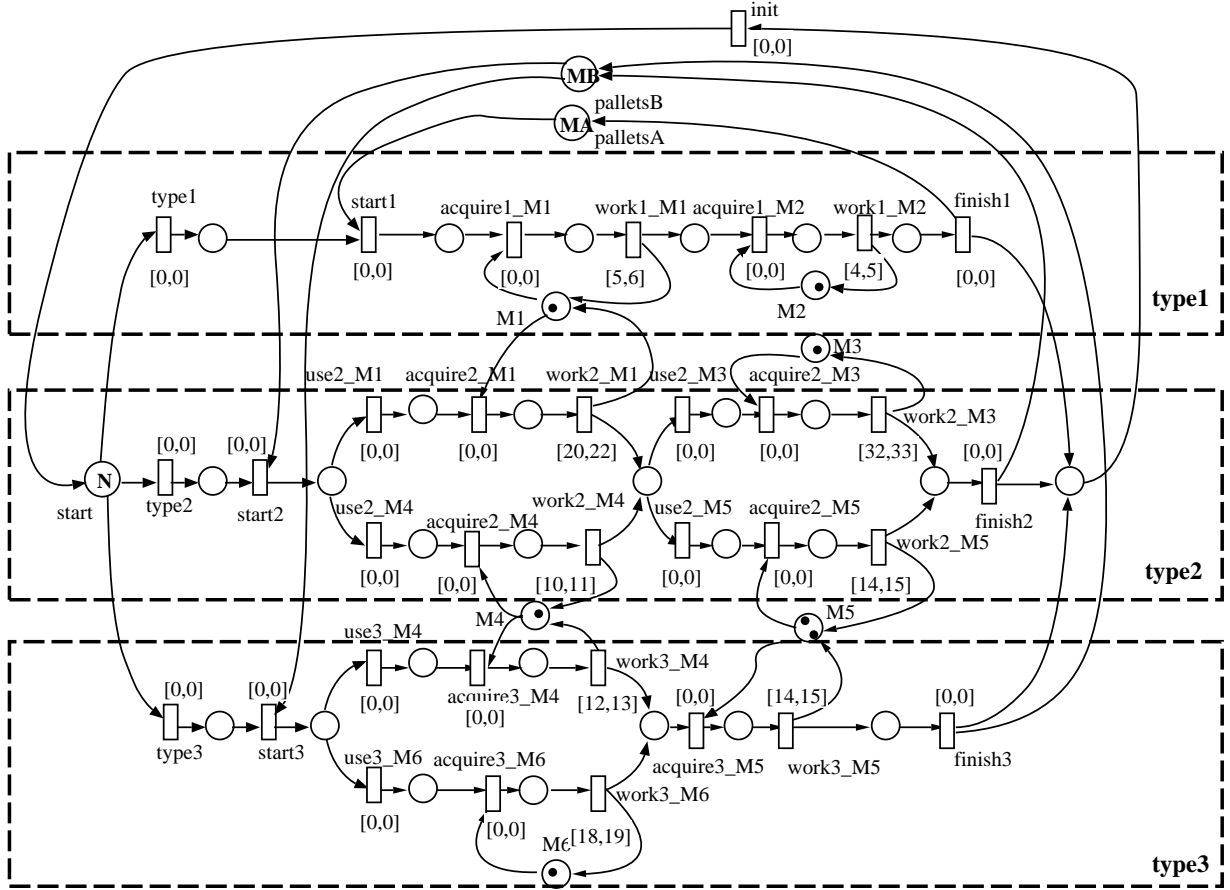 init
[0,0]
MB
palletsB
MA
palletsA
type1
start1
acquire1_M1
work1_M1
acquire1_M2
work1_M2
finish1
[0,0]
[0,0]
[0,0]
[5,6]
[0,0]
[4,5]
[0,0]
type1
M1
M2
M3
use2_M1
acquire2_M1
work2_M1
use2_M3
acquire2_M3
work2_M3
[0,0]
[0,0]
[20,22]
[0,0]
[0,0]
[32,33]
[0,0]
[0,0]
[0,0]
N
start
type2
start2
use2_M4
acquire2_M4
work2_M4
use2_M5
acquire2_M5
work2_M5
finish2
[0,0]
[0,0]
[10,11]
[0,0]
[0,0]
[14,15]
type2
M4
M5
use3_M4
acquire3_M4
work3_M4
[0,0]
[0,0]
[12,13]
[0,0]
[0,0]
[0,0]
[14,15]
[0,0]
type3
start3
use3_M6
acquire3_M6
work3_M6
acquire3_M5
work3_M5
finish3
[0,0]
[0,0]
[18,19]
M6
type3